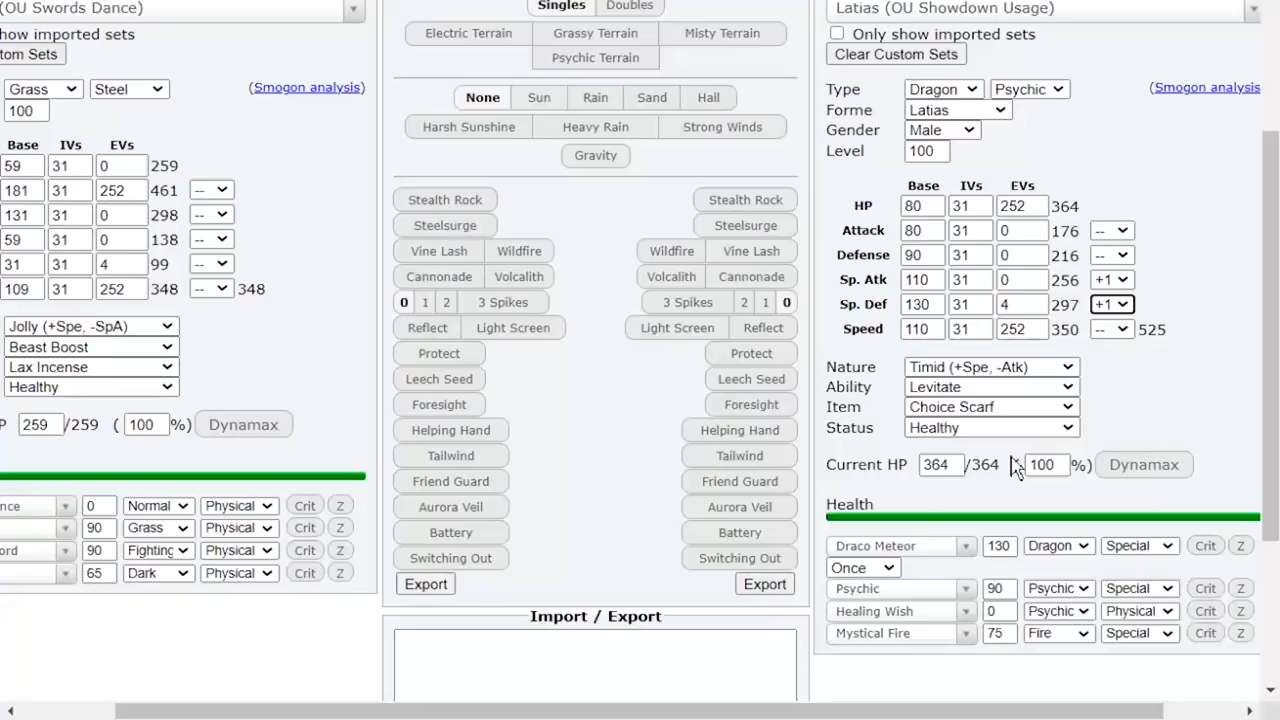 (OU Swords Dance)
how imported sets
tom Sets
Grass Steel (Smogon analysis)
100
Base IVs EVs
59 31 0 259
181 31 252 461 --
131 31 0 298 --
59 31 0 138 --
31 31 4 99 --
109 31 252 348 -- 348
Jolly (+Spe, -SpA)
Beast Boost
Lax Incense
Healthy
P 259 /259 ( 100 %) Dynamax
nce 0 Normal Physical Crit Z
90 Grass Physical Crit Z
ord 90 Fighting Physical Crit Z
65 Dark Physical Crit Z
Singles Doubles
Electric Terrain Grassy Terrain Misty Terrain
Psychic Terrain
None Sun Rain Sand Hail
Harsh Sunshine Heavy Rain Strong Winds
Gravity
Stealth Rock Stealth Rock
Steelsurge Steelsurge
Vine Lash Wildfire Wildfire Vine Lash
Cannonade Volcalith Volcalith Cannonade
0 1 2 3 Spikes 3 Spikes 2 1 0
Reflect Light Screen Light Screen Reflect
Protect Protect
Leech Seed Leech Seed
Foresight Foresight
Helping Hand Helping Hand
Tailwind Tailwind
Friend Guard Friend Guard
Aurora Veil Aurora Veil
Battery Battery
Switching Out Switching Out
Export Export
Import / Export
Latias (OU Showdown Usage)
Only show imported sets
Clear Custom Sets
Type Dragon Psychic (Smogon analysis
Forme Latias
Gender Male
Level 100
Base IVs EVs
HP 80 31 252 364
Attack 80 31 0 176 --
Defense 90 31 0 216 --
Sp. Atk 110 31 0 256 +1
Sp. Def 130 31 4 297 +1
Speed 110 31 252 350 -- 525
Nature Timid (+Spe, -Atk)
Ability Levitate
Item Choice Scarf
Status Healthy
Current HP 364 /364 100 %) Dynamax
Health
Draco Meteor 130 Dragon Special Crit Z
Once
Psychic 90 Psychic Special Crit Z
Healing Wish 0 Psychic Physical Crit Z
Mystical Fire 75 Fire Special Crit Z